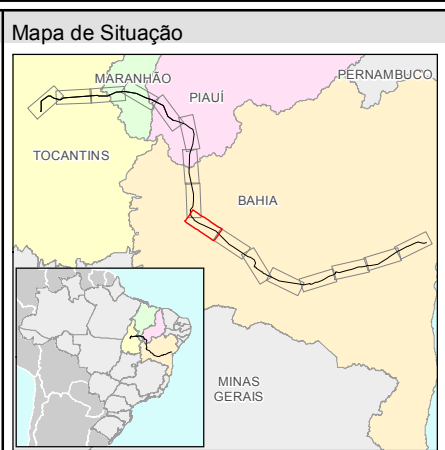 Mapa de Situação
MARANHÃO
PERNAMBUCO
PIAUÍ
TOCANTINS
BAHIA
MINAS
GERAIS